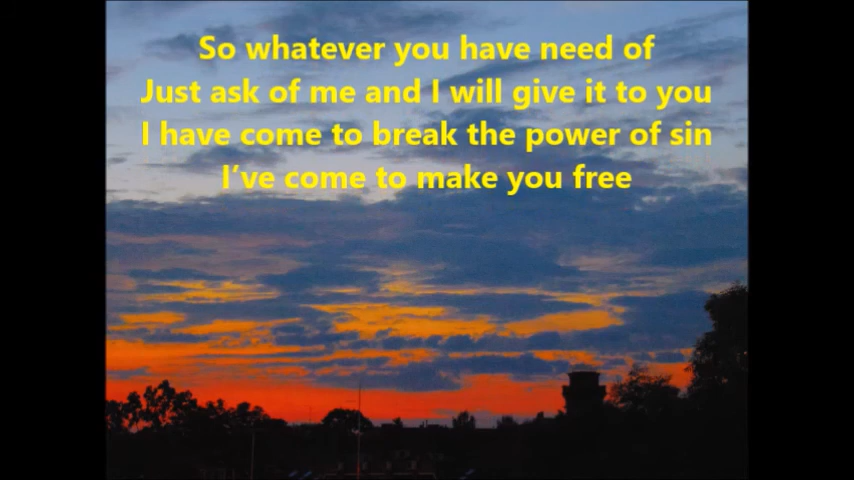 So whatever you have need of
Just ask of me and I will give it to you
I have come to break the power of sin
I’ve come to make you free